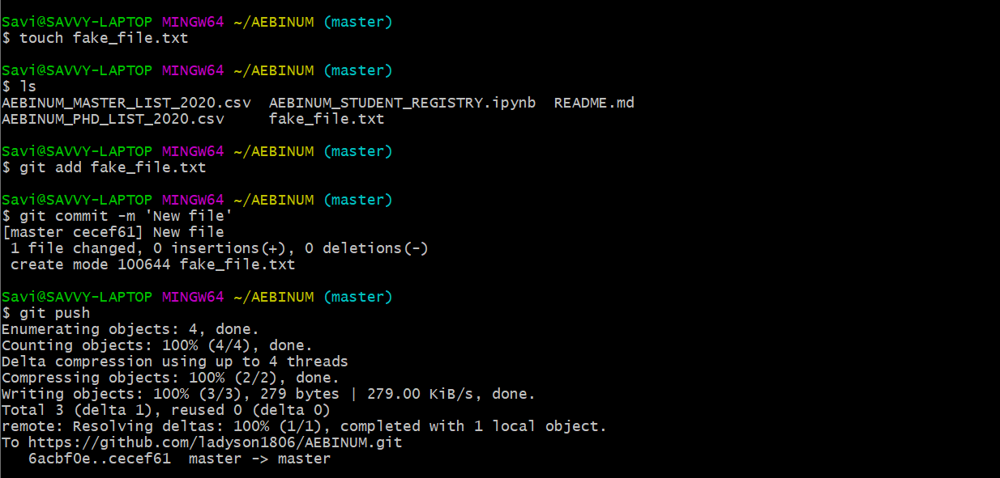 Savi@SAVVY-LAPTOP MINGW64 ~/AEBINUM (master)
$ touch fake_file.txt
Savi@SAVVY-LAPTOP MINGW64 ~/AEBINUM (master)
$ ls
AEBINUM_MASTER_LIST_2020.csv  AEBINUM_STUDENT_REGISTRY.ipynb  README.md
AEBINUM_PHD_LIST_2020.csv     fake_file.txt
Savi@SAVVY-LAPTOP MINGW64 ~/AEBINUM (master)
$ git add fake_file.txt
Savi@SAVVY-LAPTOP MINGW64 ~/AEBINUM (master)
$ git commit -m 'New file'
[master cecef61] New file
 1 file changed, 0 insertions(+), 0 deletions(-)
 create mode 100644 fake_file.txt
Savi@SAVVY-LAPTOP MINGW64 ~/AEBINUM (master)
$ git push
Enumerating objects: 4, done.
Counting objects: 100% (4/4), done.
Delta compression using up to 4 threads
Compressing objects: 100% (2/2), done.
Writing objects: 100% (3/3), 279 bytes | 279.00 KiB/s, done.
Total 3 (delta 1), reused 0 (delta 0)
remote: Resolving deltas: 100% (1/1), completed with 1 local object.
To https://github.com/ladyson1806/AEBINUM.git
   6acbf0e..cecef61  master -> master